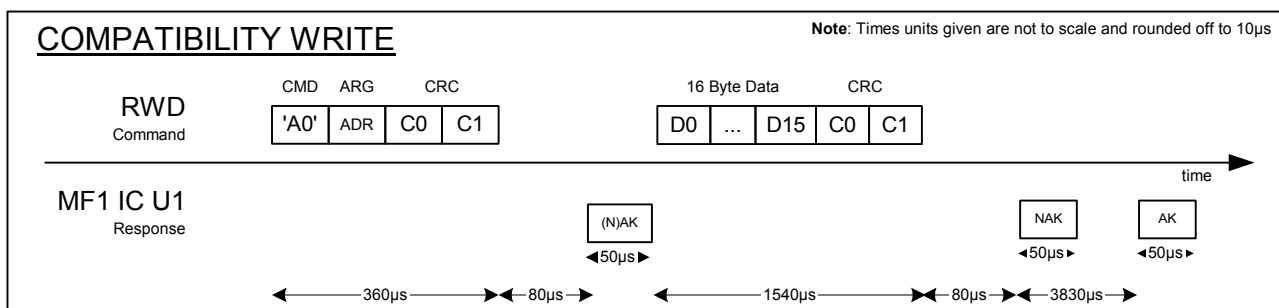 COMPATIBILITY WRITE
Note: Times units given are not to scale and rounded off to 10µs
CMD ARG CRC 16 Byte Data CRC
RWD
Command
'A0' ADR C0 C1 D0 ... D15 C0 C1
time
MF1 IC U1
Response
(N)AK NAK AK
50µs 50µs 50µs
360µs 80µs 1540µs 80µs 3830µs